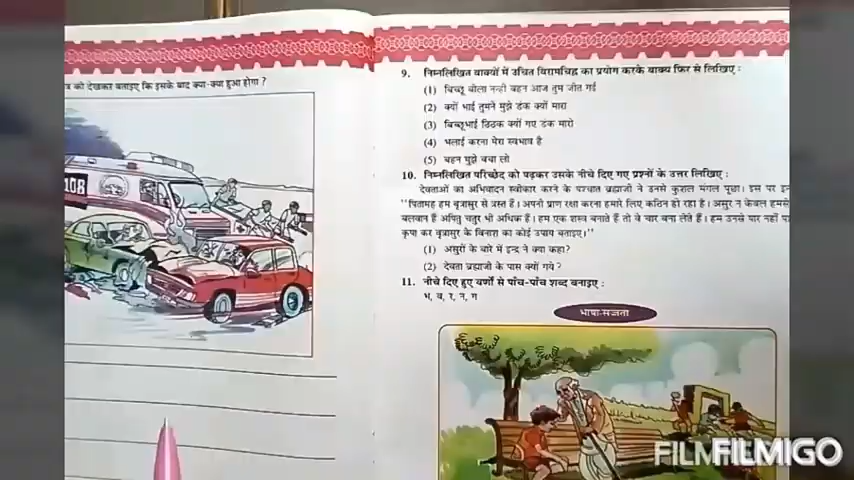 त्र को देखकर बताइए कि इसके बाद क्या-क्या हुआ होगा ?
108
9. निम्नलिखित वाक्यों में उचित विरामचिह्न का प्रयोग करके वाक्य फिर से लिखिए :
(1) बिच्छू बोला नन्ही बहन आज तुम जीत गई
(2) क्यों भाई तुमने मुझे डंक क्यों मारा
(3) बिच्छूभाई ठिठक क्यों गए डंक मारो
(4) भलाई करना मेरा स्वभाव है
(5) बहन मुझे बचा लो
10. निम्नलिखित परिच्छेद को पढ़कर उसके नीचे दिए गए प्रश्नों के उत्तर लिखिए :
देवताओं का अभिवादन स्वीकार करने के पश्चात ब्रह्माजी ने उनसे कुशल मंगल पूछा। इस पर इन
"पितामह हम वृत्रासुर से त्रस्त हैं। अपनी प्राण रक्षा करना हमारे लिए कठिन हो रहा है। असुर न केवल हमसे
बलवान हैं अपितु चतुर भी अधिक हैं। हम एक शस्त्र बनाते हैं तो वे चार बना लेते हैं। हम उनसे पार नहीं पा
कृपा कर वृत्रासुर के विनाश का कोई उपाय बताइए।"
(1) असुरों के बारे में इन्द्र ने क्या कहा?
(2) देवता ब्रह्माजी के पास क्यों गये ?
11. नीचे दिए हुए वर्णों से पाँच-पाँच शब्द बनाइए :
भ, ब, र, न, ग
भाषा-सज्जता
FILMFILMIGO